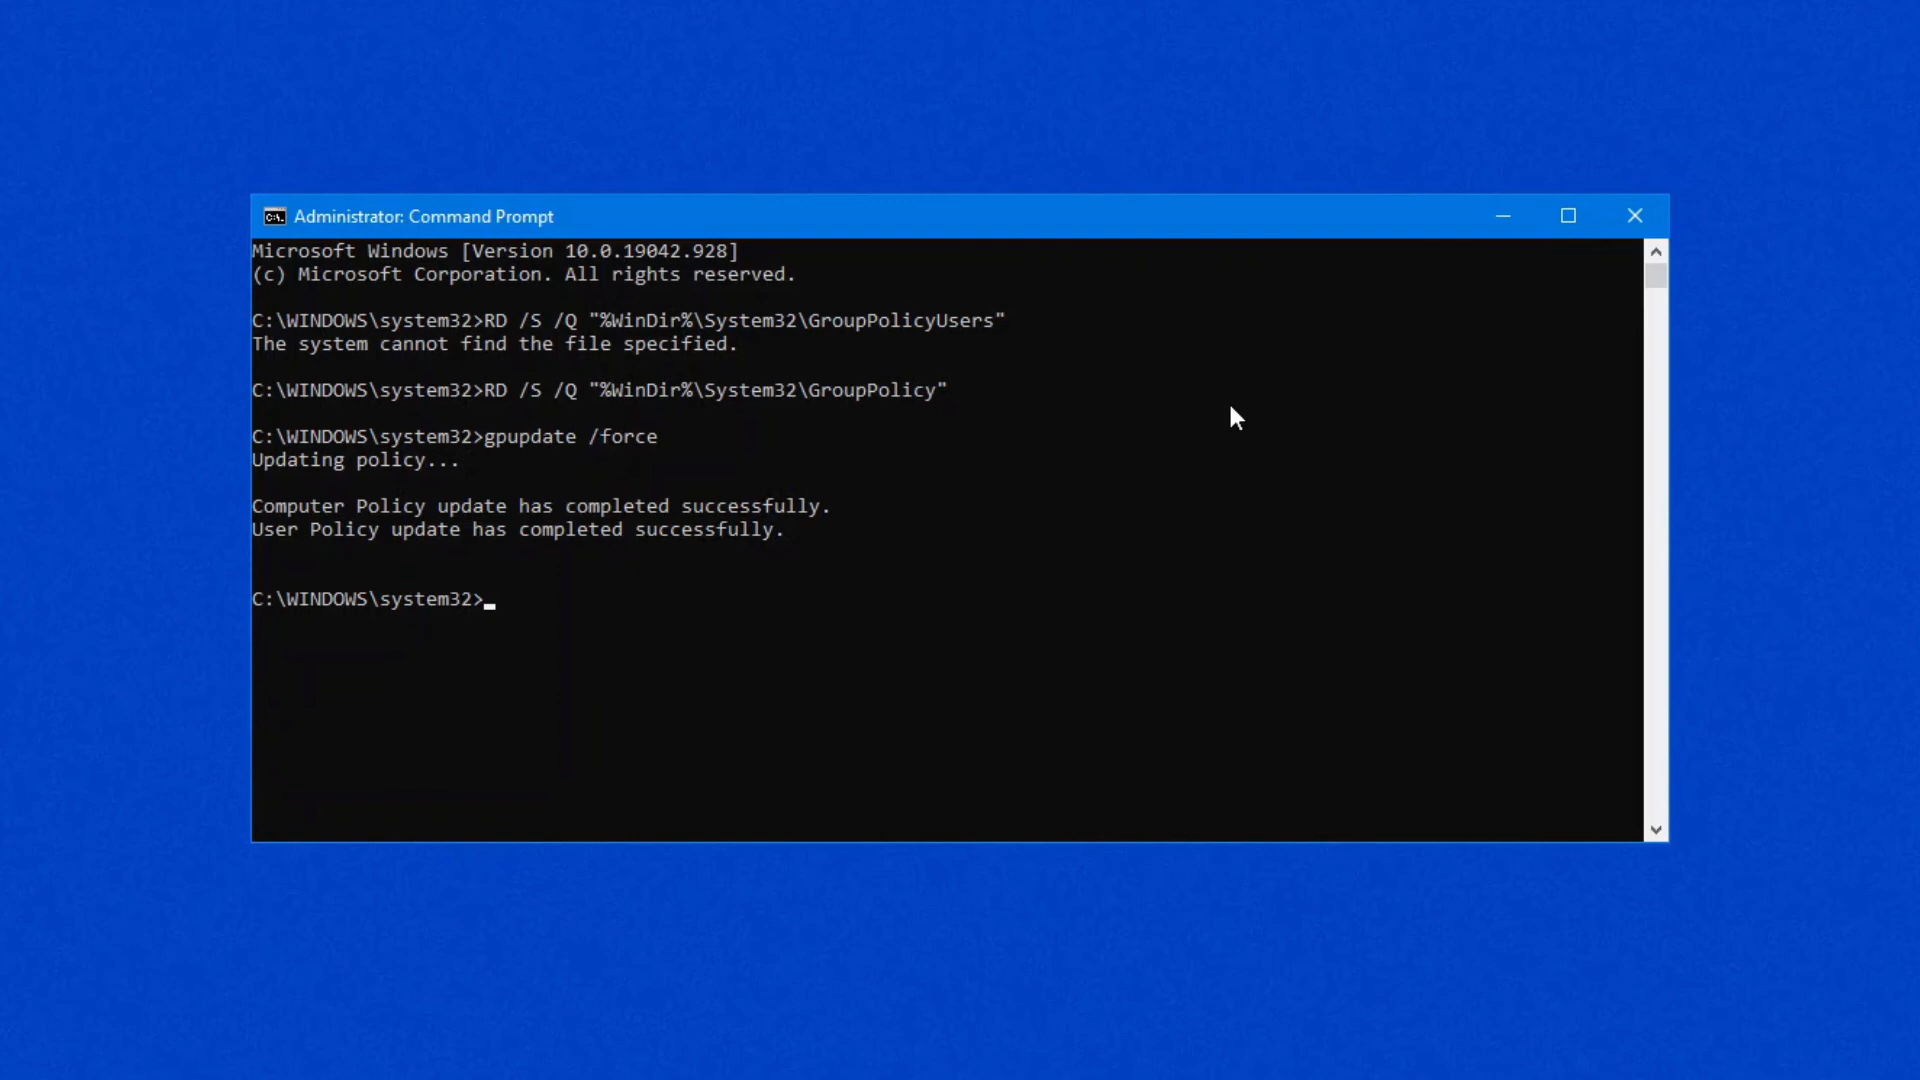 Administrator: Command Prompt
Microsoft Windows [Version 10.0.19042.928]
(c) Microsoft Corporation. All rights reserved.
C:\WINDOWS\system32>RD /S /Q "%WinDir%\System32\GroupPolicyUsers"
The system cannot find the file specified.
C:\WINDOWS\system32>RD /S /Q "%WinDir%\System32\GroupPolicy"
C:\WINDOWS\system32>gpupdate /force
Updating policy...
Computer Policy update has completed successfully.
User Policy update has completed successfully.
C:\WINDOWS\system32>